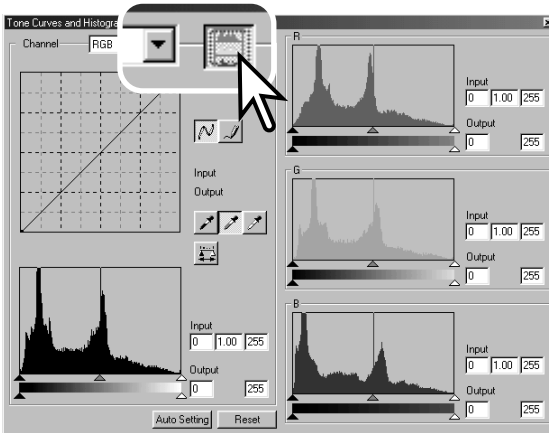 Tone Curves and Histogra
Channel
RGB
Input
Output
Input
0 1.00 255
Output
0 255
Auto Setting
Reset
R
Input
0 1.00 255
Output
0 255
G
Input
0 1.00 255
Output
0 255
B
Input
0 1.00 255
Output
0 255